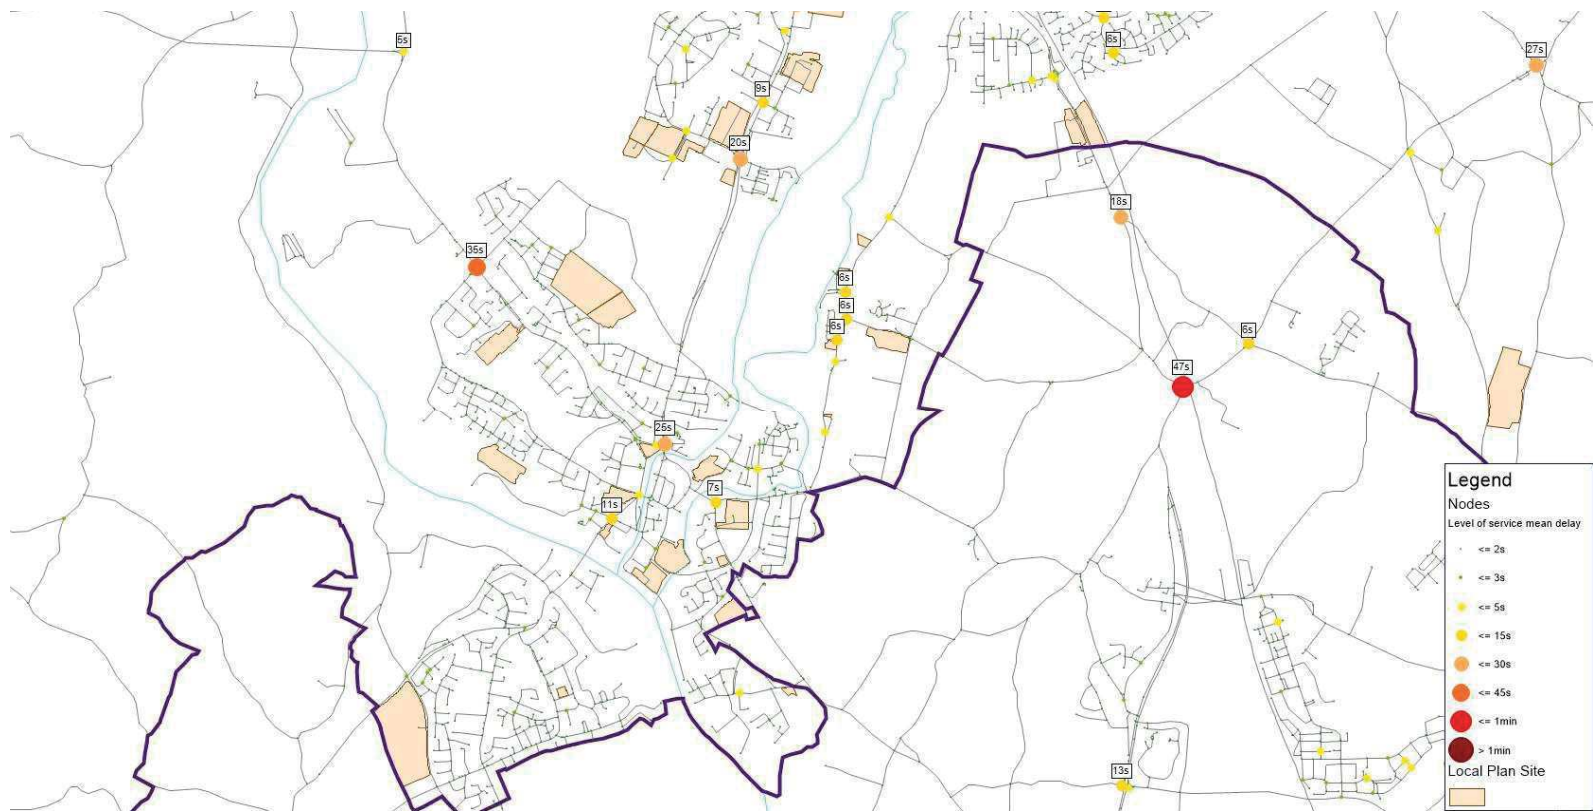 5s
6s
27s
9s
20s
18s
35s
6s
6s
6s
6s
47s
25s
7s
11s
13s
Legend
Nodes
Level of service mean delay
<= 2s
<= 3s
<= 5s
<= 15s
<= 30s
<= 45s
<= 1min
> 1min
Local Plan Site